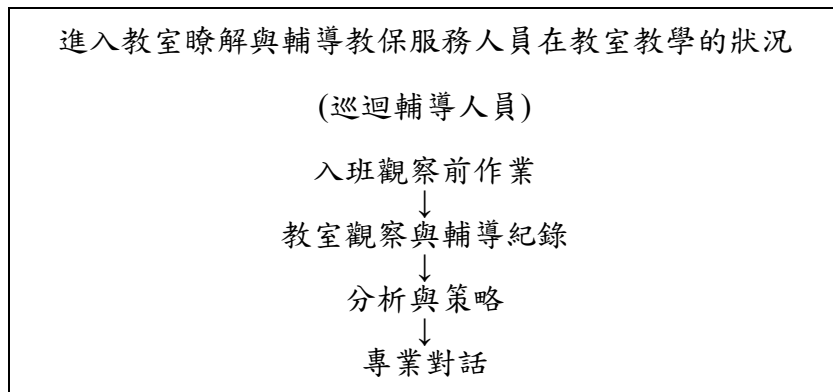 進入教室瞭解與輔導教保服務人員在教室教學的狀況
(巡迴輔導人員)
入班觀察前作業
↓
教室觀察與輔導紀錄
↓
分析與策略
↓
專業對話